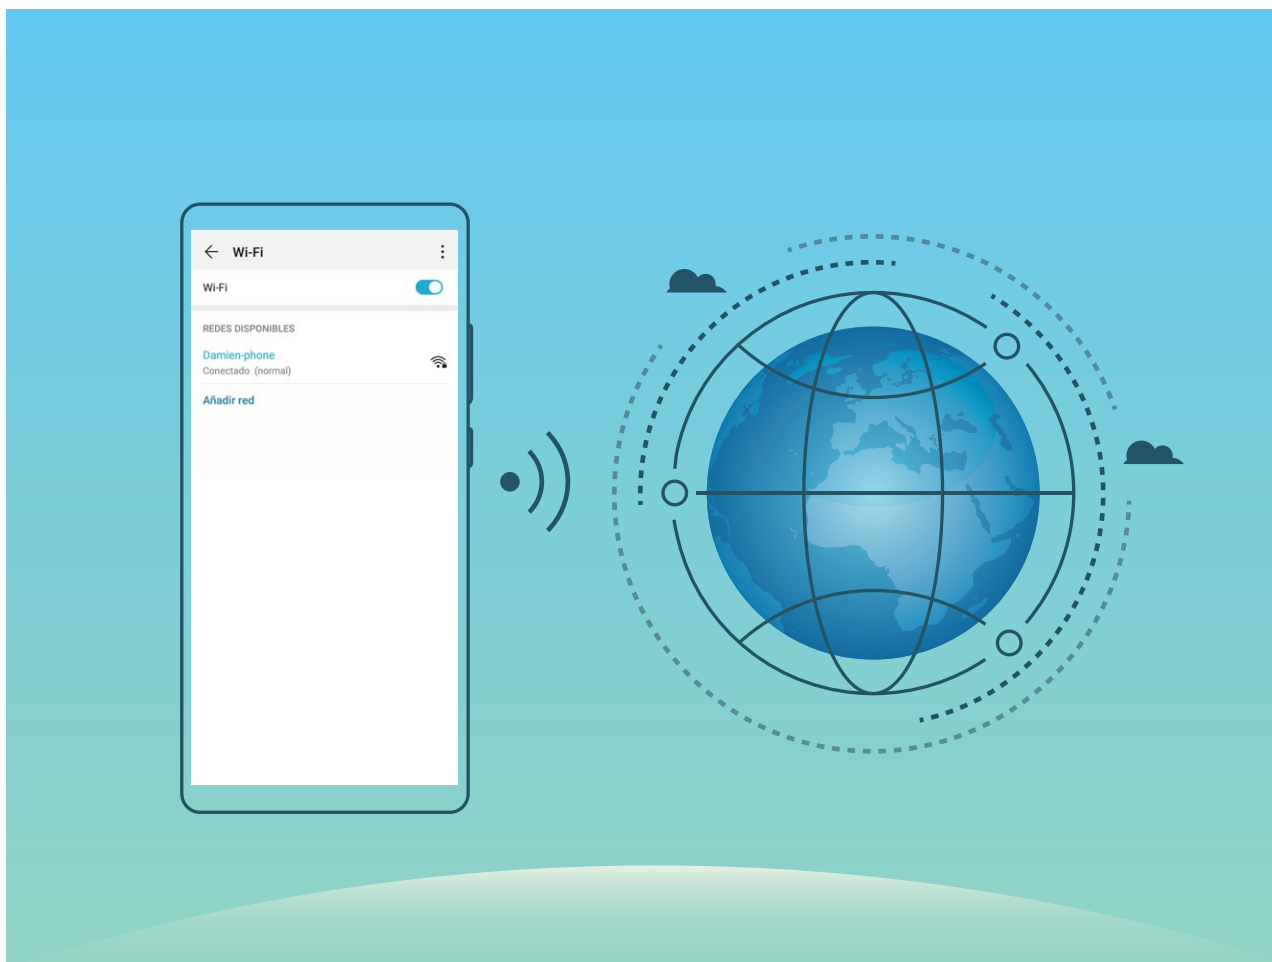 Wi-Fi
Wi-Fi
REDES DISPONIBLES
Damien-phone
Conectado (normal)
Añadir red